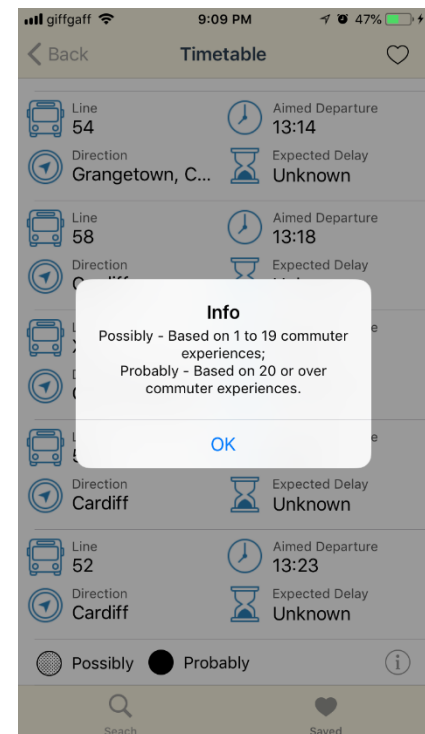 giffgaff 9:09 PM 47%
Back Timetable
Line Aimed Departure
54 13:14
Direction Expected Delay
Grangetown, C... Unknown
Line Aimed Departure
58 13:18
Direction Expected Delay
Info
Possibly - Based on 1 to 19 commuter
experiences;
Probably - Based on 20 or over
commuter experiences.
OK
Direction Expected Delay
Cardiff Unknown
Line Aimed Departure
52 13:23
Direction Expected Delay
Cardiff Unknown
Possibly Probably
Seach Saved